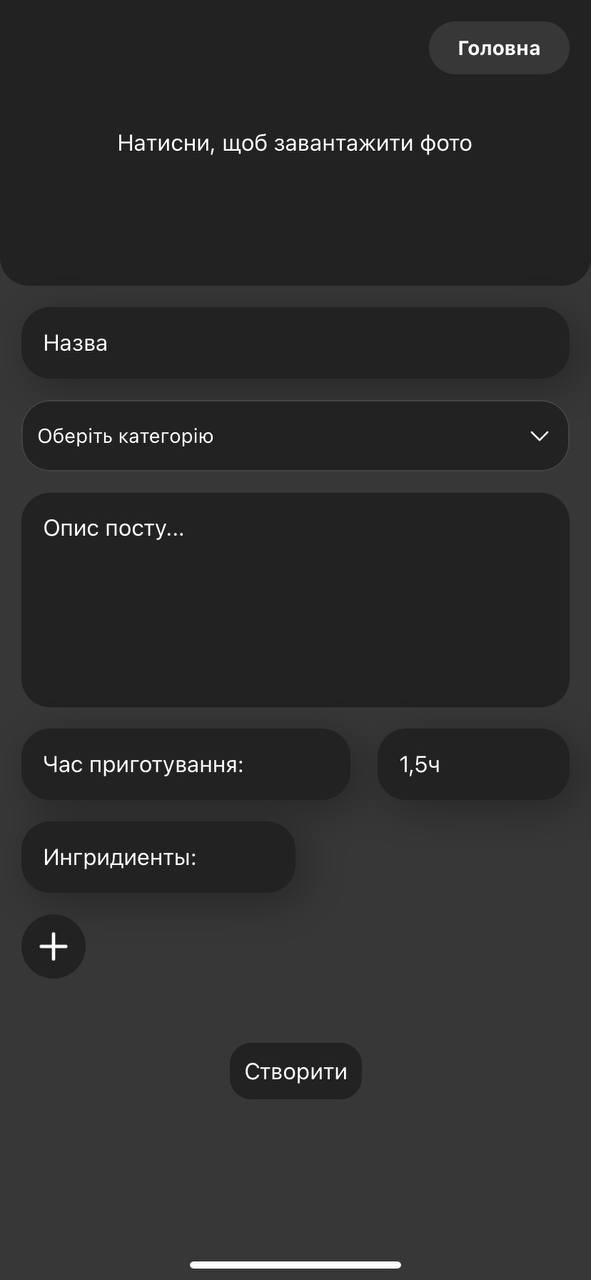 Головна
Натисни, щоб завантажити фото
Назва
Оберіть категорію
Опис посту...
Час приготування:
1,5ч
Ингридиенты:
Створити